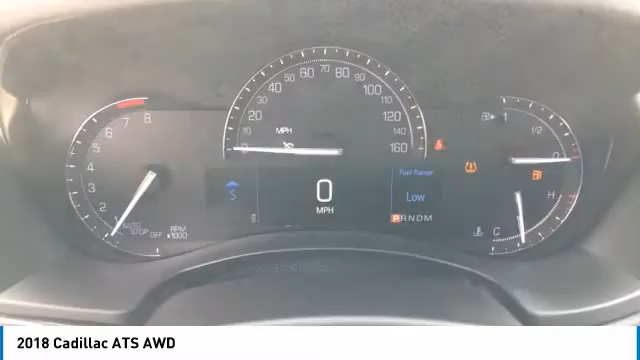 8
7
6
5
4
3
2
1
AUTO
STOP
OFF
RPM
x1000
0
10
20
30
40
50
60
70
80
90
100
110
120
140
160
MPH
S
0
MPH
Fuel Range
Low
PRNDM
1
1/2
0
H
C
2018 Cadillac ATS AWD